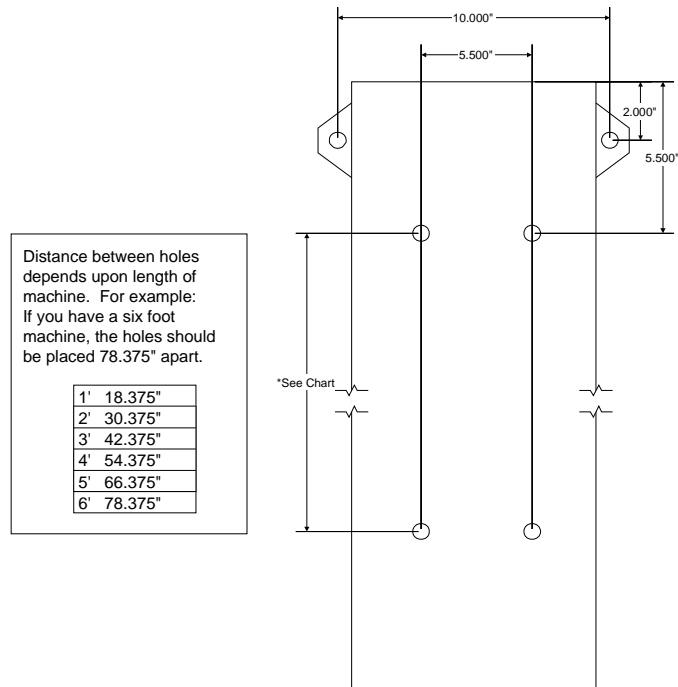 10.000"
5.500"
2.000"
5.500"
Distance between holes
depends upon length of
machine.  For example:
If you have a six foot
machine, the holes should
be placed 78.375" apart.
*See Chart
1' 18.375"
2' 30.375"
3' 42.375"
4' 54.375"
5' 66.375"
6' 78.375"